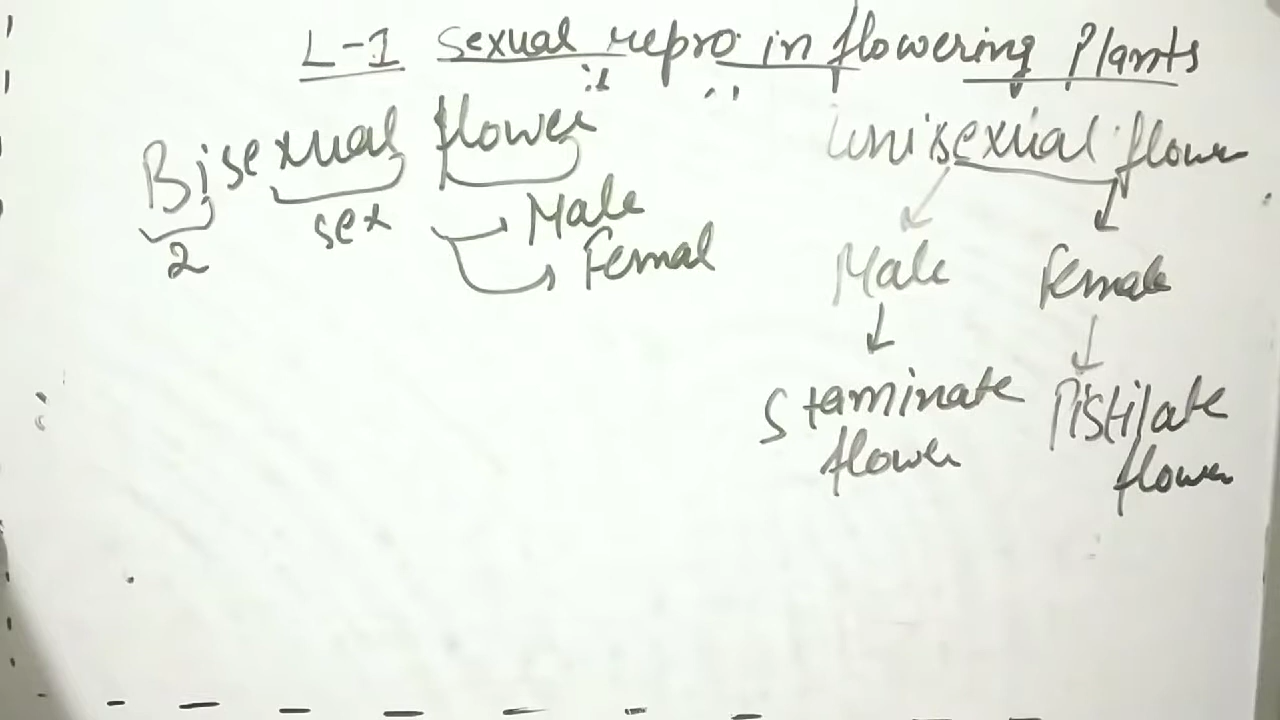 L-1 Sexual repro in flowering Plants
Bisexual flower
2
sex
Male
Femal
Unisexual flower
Male
Female
Staminate
flower
Pistilate
flower